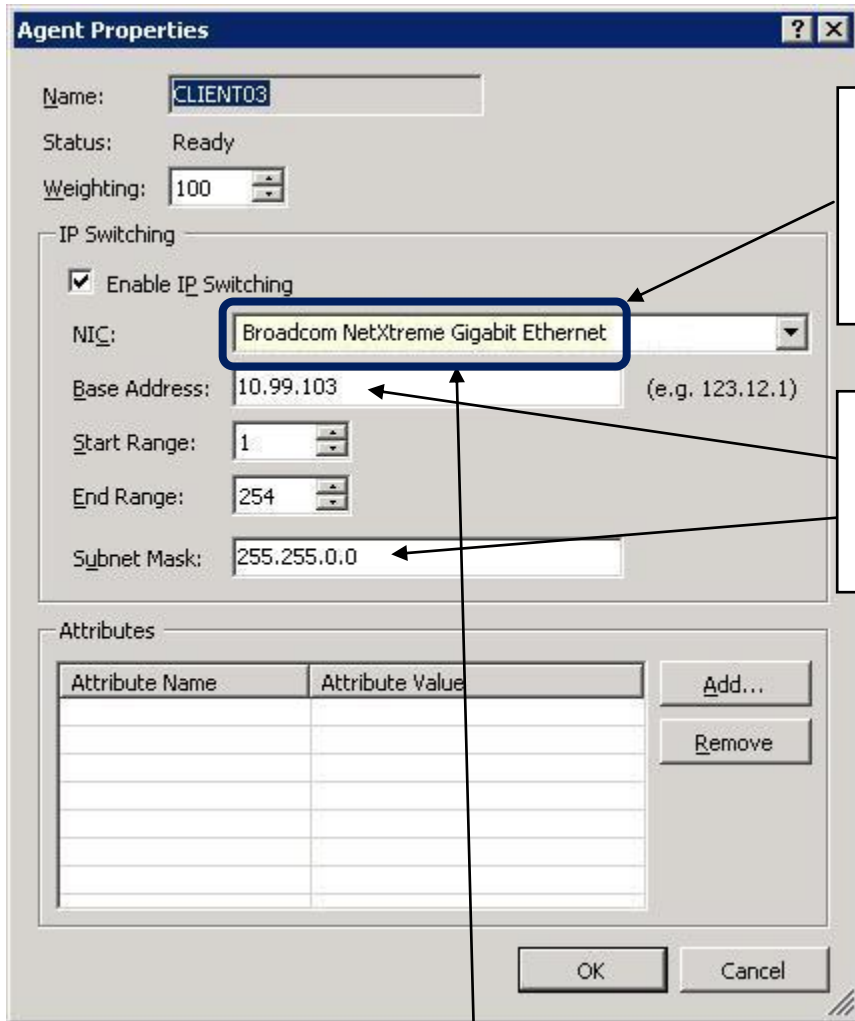 Agent Properties
Name: CLIENT03
Status: Ready
Weighting: 100
IP Switching
Enable IP Switching
NIC: Broadcom NetXtreme Gigabit Ethernet
Base Address: 10.99.103 (e.g. 123.12.1)
Start Range: 1
End Range: 254
Subnet Mask: 255.255.0.0
Attributes
Attribute Name Attribute Value Add...
Remove
OK Cancel